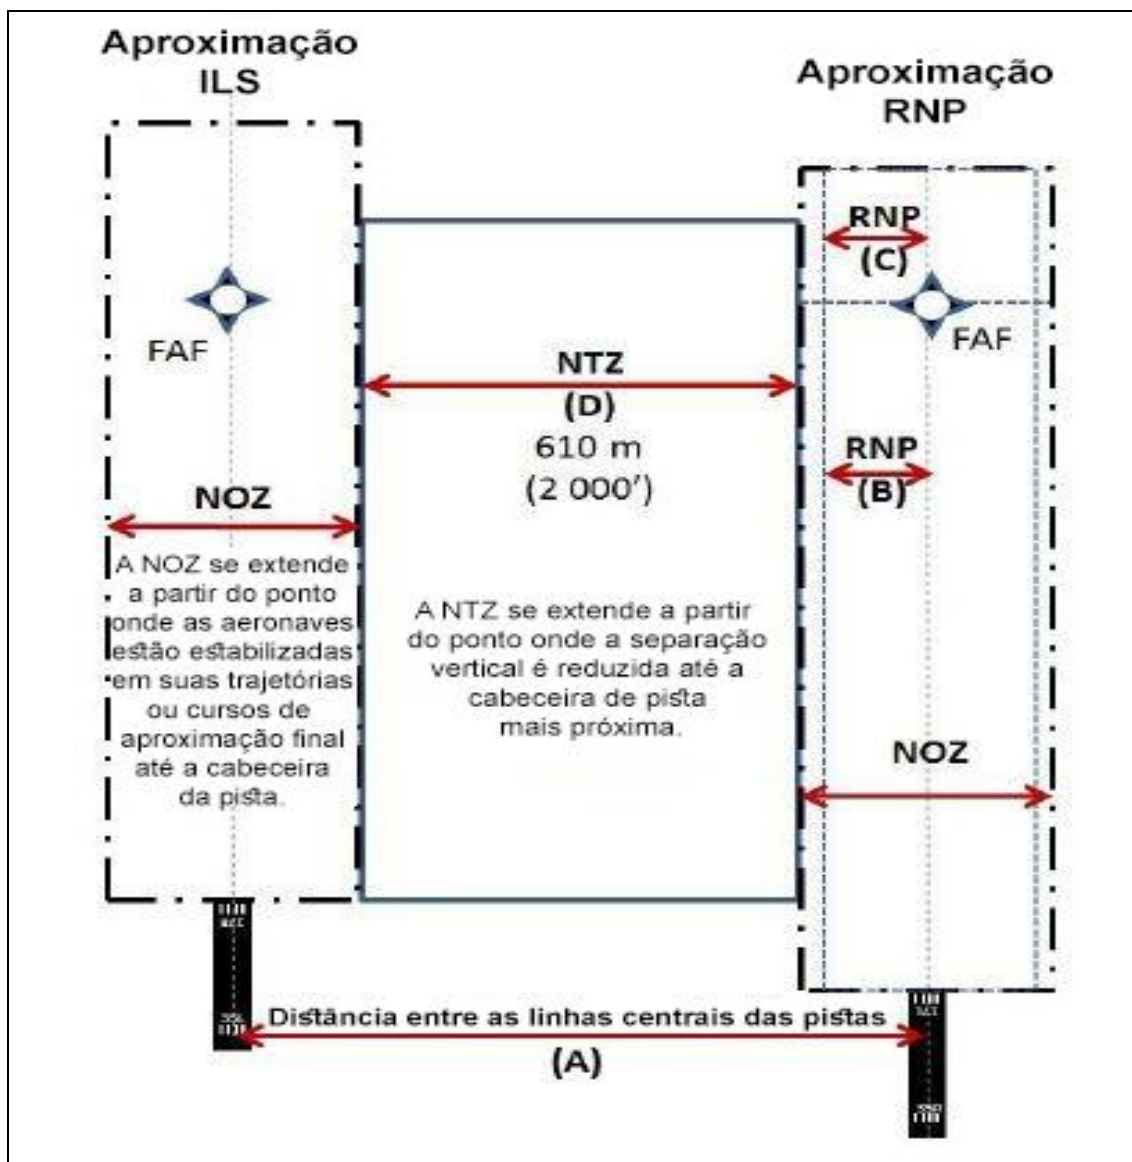 Aproximação
ILS
Aproximação
RNP
RNP
(C)
FAF
FAF
NTZ
(D)
610 m
(2 000’)
RNP
(B)
NOZ
A NOZ se extende
a partir do ponto
onde as aeronaves
estão estabilizadas
em suas trajetórias
ou cursos de
aproximação final
até a cabeceira
da pista.
A NTZ se extende a partir
do ponto onde a separação
vertical é reduzida até a
cabeceira de pista
mais próxima.
NOZ
Distância entre as linhas centrais das pistas
(A)